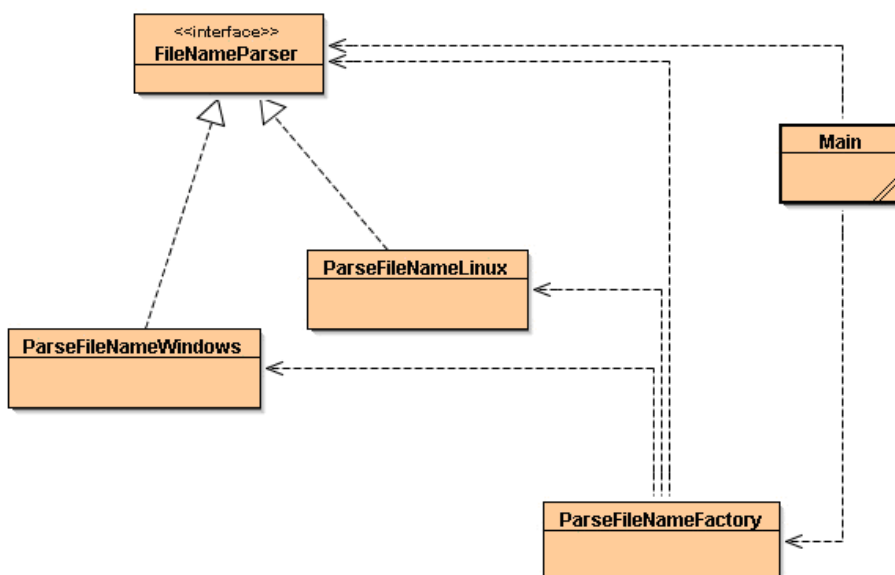 <<interface>>
FileNameParser
Main
ParseFileNameLinux
ParseFileNameWindows
ParseFileNameFactory